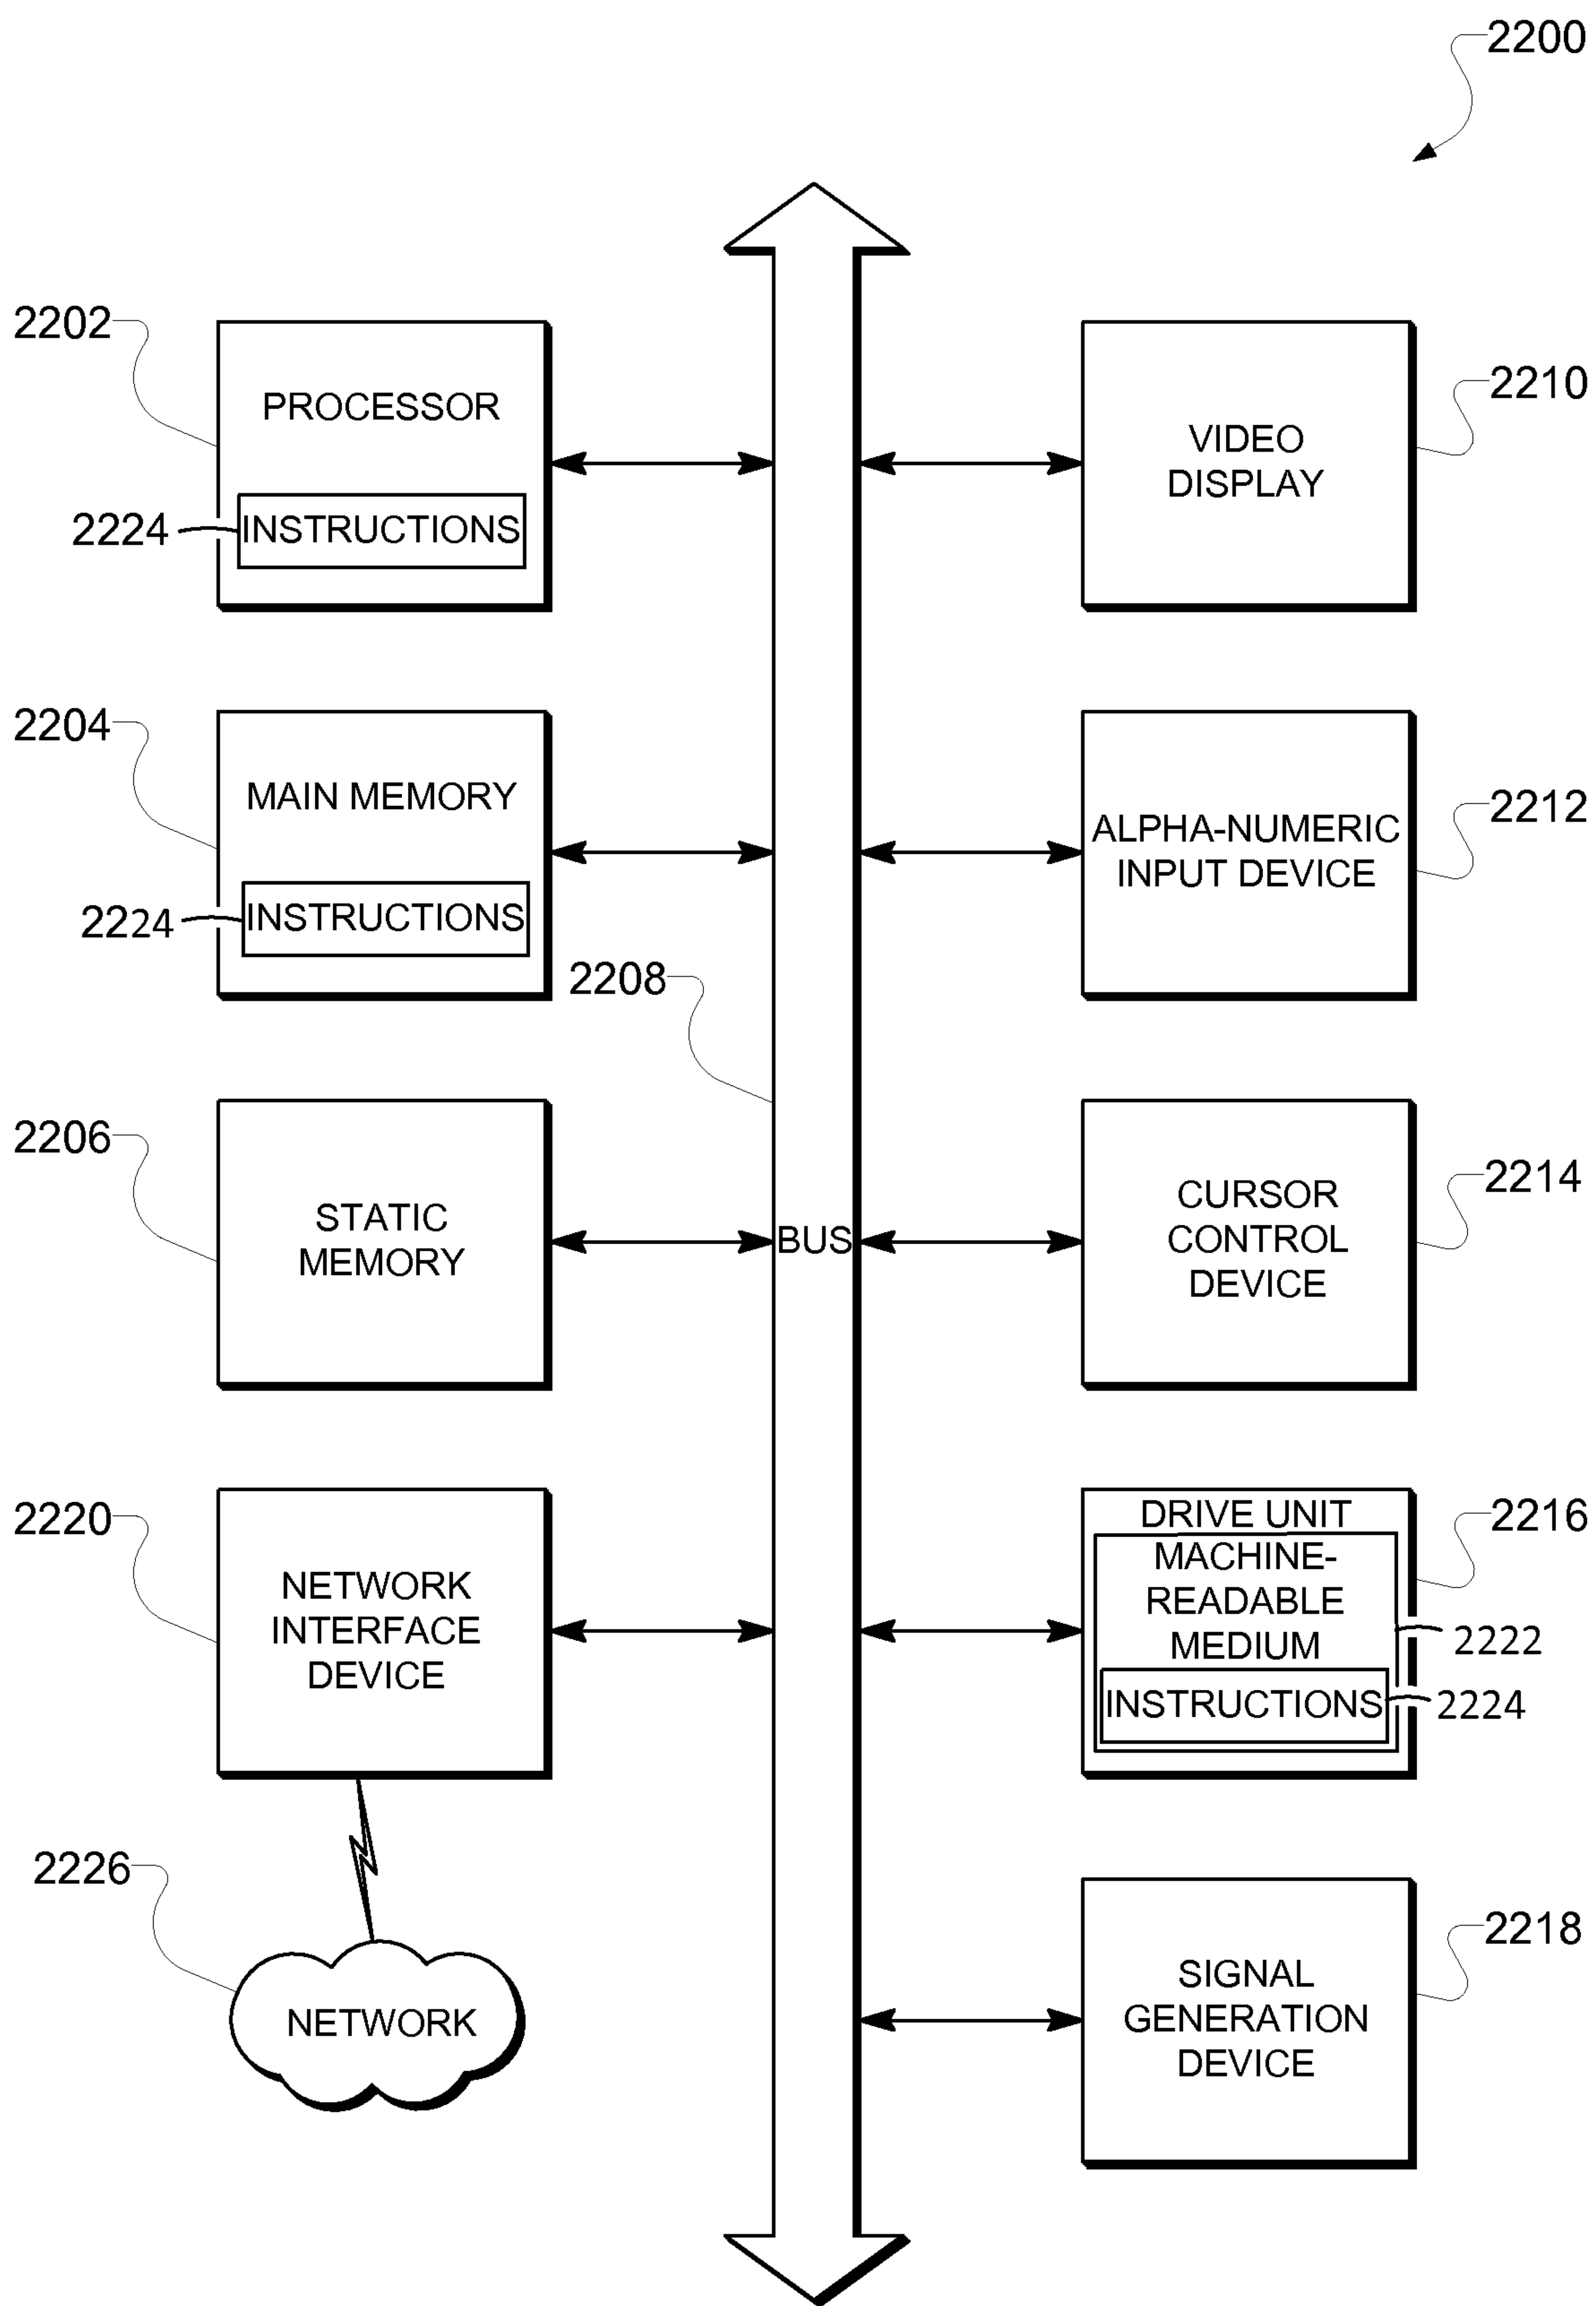 2200
2202
PROCESSOR
2224
INSTRUCTIONS
2210
VIDEO
DISPLAY
2204
MAIN MEMORY
2224
INSTRUCTIONS
2212
ALPHA-NUMERIC
INPUT DEVICE
2208
BUS
2206
STATIC
MEMORY
2214
CURSOR
CONTROL
DEVICE
2220
NETWORK
INTERFACE
DEVICE
2216
DRIVE UNIT
MACHINE-
READABLE
MEDIUM
2222
INSTRUCTIONS
2224
2226
NETWORK
2218
SIGNAL
GENERATION
DEVICE